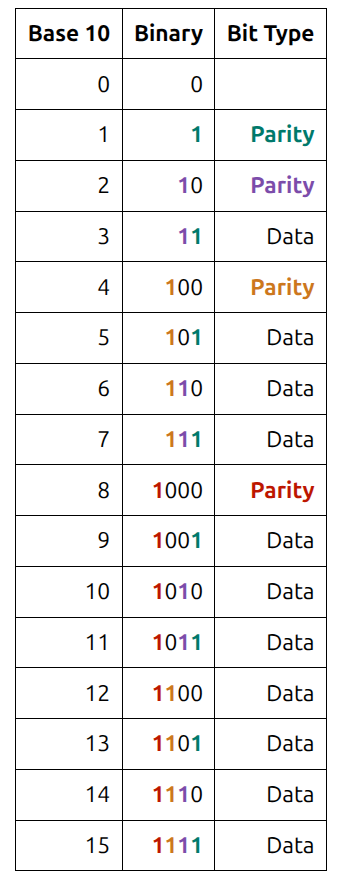 Base 10 Binary Bit Type
0 0
1 1 Parity
2 10 Parity
3 11 Data
4 100 Parity
5 101 Data
6 110 Data
7 111 Data
8 1000 Parity
9 1001 Data
10 1010 Data
11 1011 Data
12 1100 Data
13 1101 Data
14 1110 Data
15 1111 Data